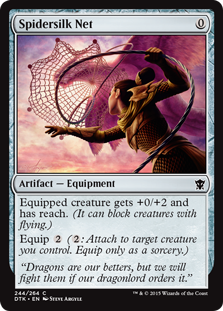 Spidersilk Net 0
Artifact — Equipment
Equipped creature gets +0/+2 and
has reach. (It can block creatures with
flying.)
Equip 2 (2: Attach to target creature
you control. Equip only as a sorcery.)
“Dragons are our betters, but we will
fight them if our dragonlord orders it.”
244/264 C
DTK • EN STEVE ARGYLE
™ & © 2015 Wizards of the Coast